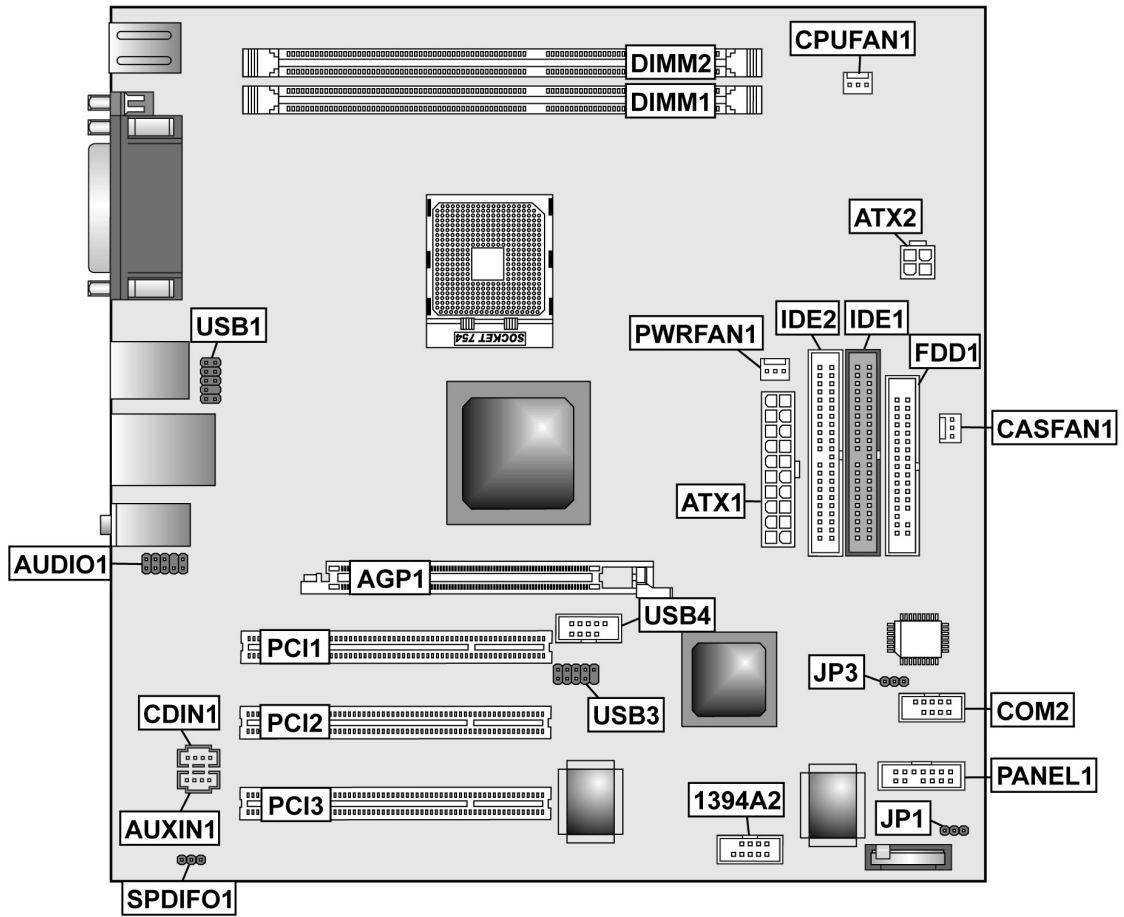 CPUFAN1
DIMM2
DIMM1
ATX2
USB1
IDE2
IDE1
PWRFAN1
FDD1
SOCKET 754
CASFAN1
ATX1
AUDIO1
AGP1
USB4
PCI1
JP3
CDIN1
PCI2
USB3
COM2
PANEL1
1394A2
PCI3
JP1
AUXIN1
SPDIFO1